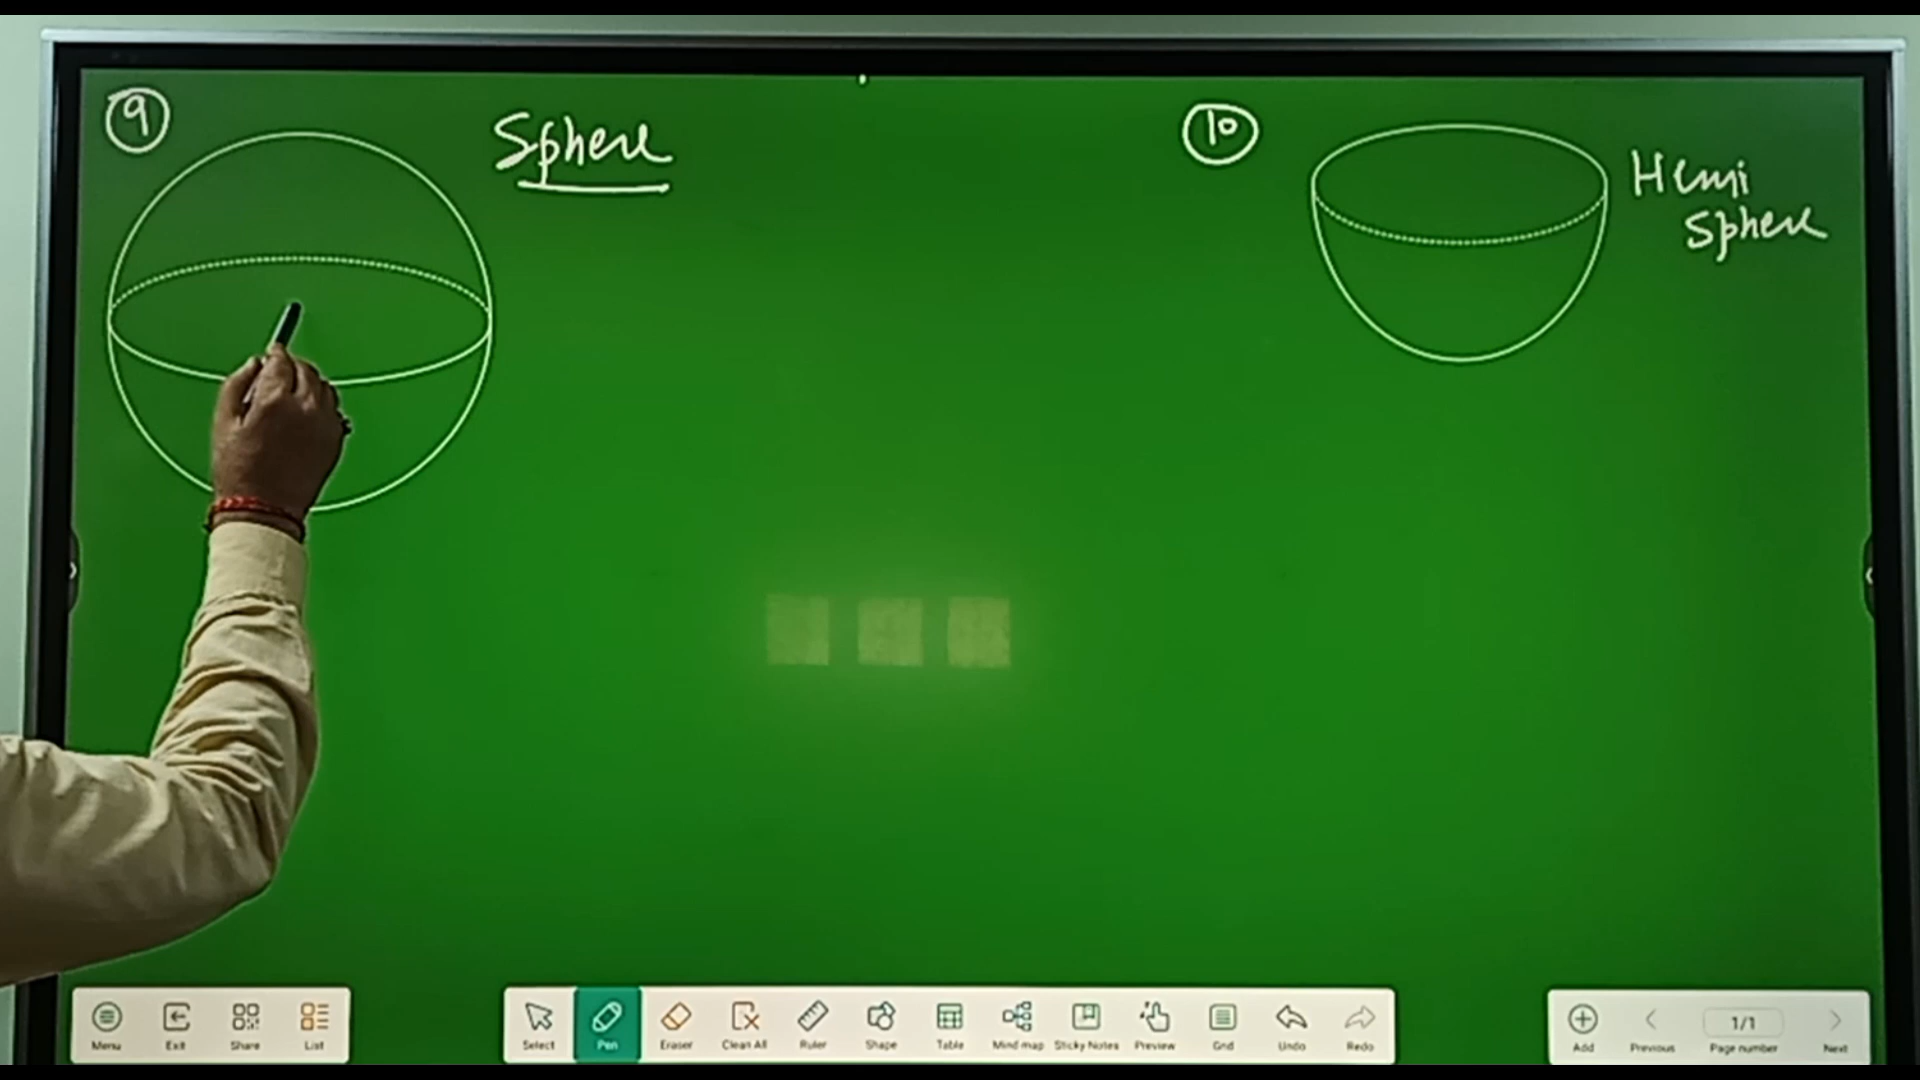 9
Sphere
10
Hemi
Sphere
Menu
Exit
Share
List
Select
Pen
Eraser
Clean All
Ruler
Shape
Table
Mind map
Sticky Notes
Preview
Grid
Undo
Redo
Add
Previous
1/1
Page number
Next